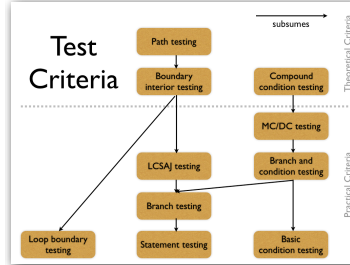 Test
Criteria
subsumes
Theoretical Criteria
Path testing
Boundary
interior testing
Compound
condition testing
MC/DC testing
LCSAJ testing
Branch and
condition testing
Practical Criteria
Branch testing
Loop boundary
testing
Statement testing
Basic
condition testing